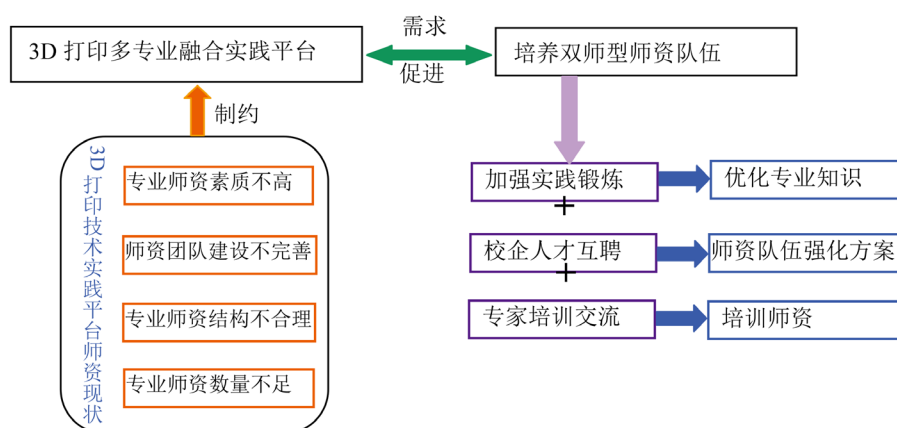 3D 打印多专业融合实践平台
需求
促进
培养双师型师资队伍
制约
3D打印技术实践平台师资现状
专业师资素质不高
师资团队建设不完善
专业师资结构不合理
专业师资数量不足
加强实践锻炼
优化专业知识
+
校企人才互聘
师资队伍强化方案
+
专家培训交流
培训师资